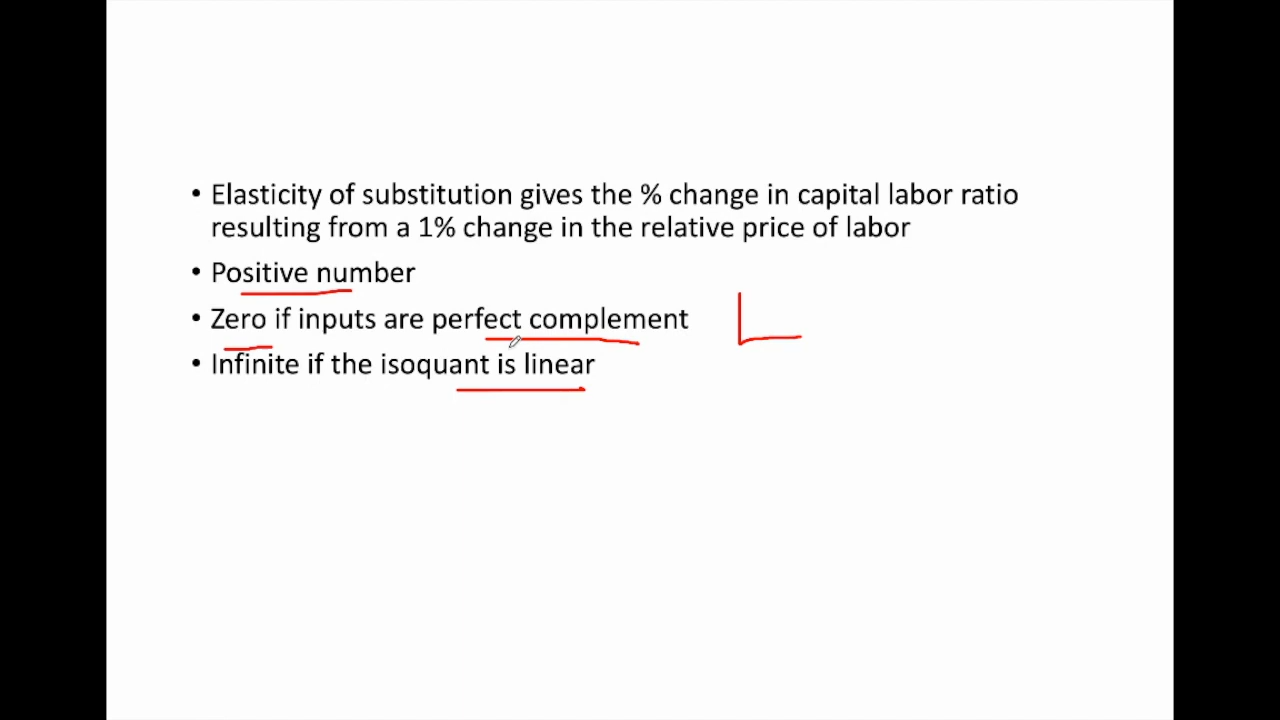 • Elasticity of substitution gives the % change in capital labor ratio
resulting from a 1% change in the relative price of labor
• Positive number
• Zero if inputs are perfect complement
• Infinite if the isoquant is linear